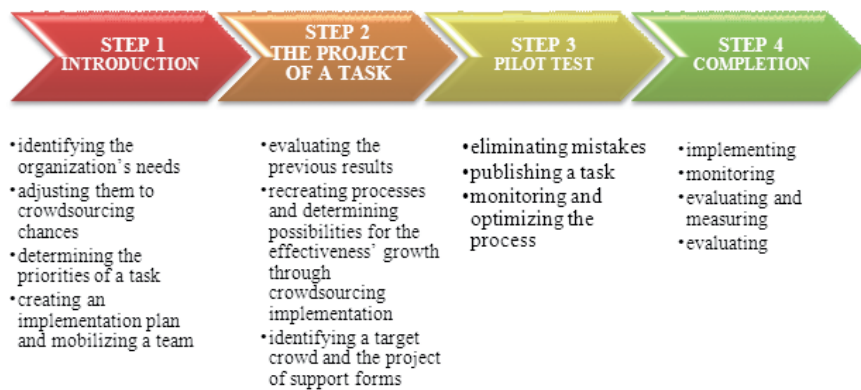 STEP 1
INTRODUCTION
STEP 2
THE PROJECT
OF A TASK
STEP 3
PILOT TEST
STEP 4
COMPLETION
•identifying the
organization's needs
•adjusting them to
crowdsourcing
chances
•determining the
priorities of a task
•creating an
implementation plan
and mobilizing a team
•evaluating the
previous results
•recreating processes
and determining
possibilities for the
effectiveness' growth
through
crowdsourcing
implementation
•identifying a target
crowd and the project
of support forms
•eliminating mistakes
•publishing a task
•monitoring and
optimizing the
process
•implementing
•monitoring
•evaluating and
measuring
•evaluating